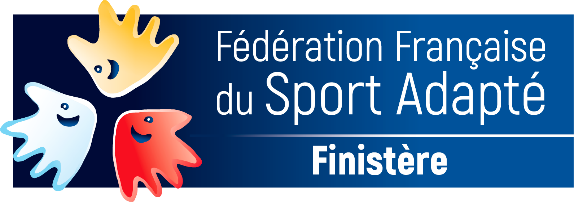 Fédération Française
du Sport Adapté
Finistère